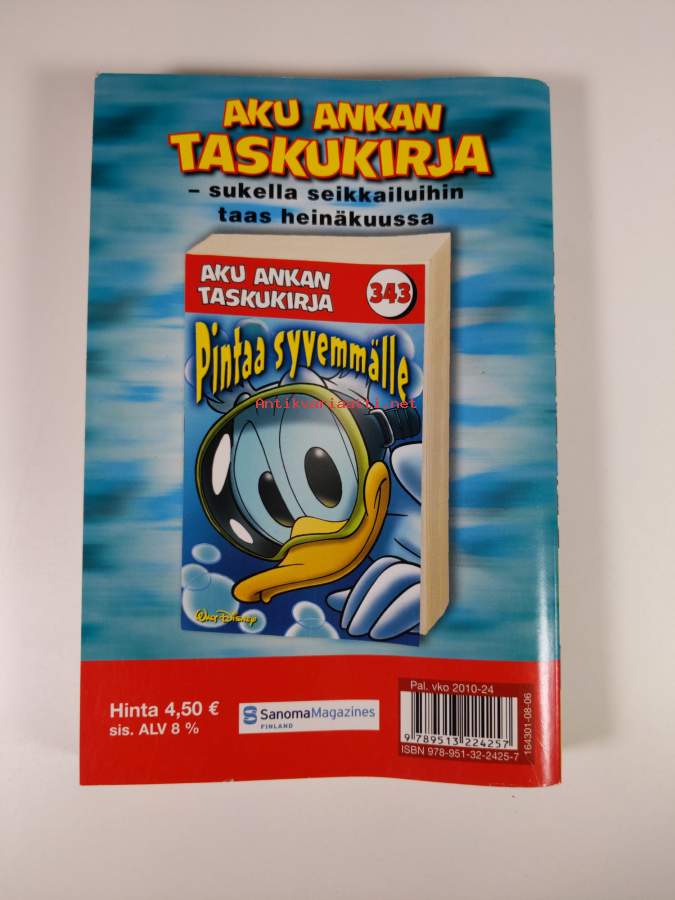 AKU ANKAN
TASKUKIRJA
– sukella seikkailuihin
taas heinäkuussa
AKU ANKAN
TASKUKIRJA
343
Pintaa syvemmälle
Antikvariaatti.net
WALT DISNEY
Hinta 4,50 €
sis. ALV 8 %
SanomaMagazines
FINLAND
Pal. vko 2010-24
9 789513 224257
ISBN 978-951-32-2425-7
164301-08-06